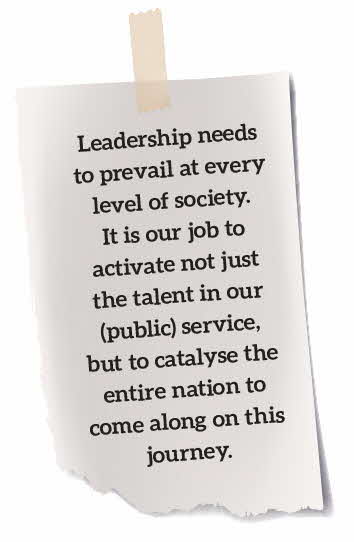 Leadership needs
to prevail at every
level of society.
It is our job to
activate not just
the talent in our
(public) service,
but to catalyse the
entire nation to
come along on this
journey.